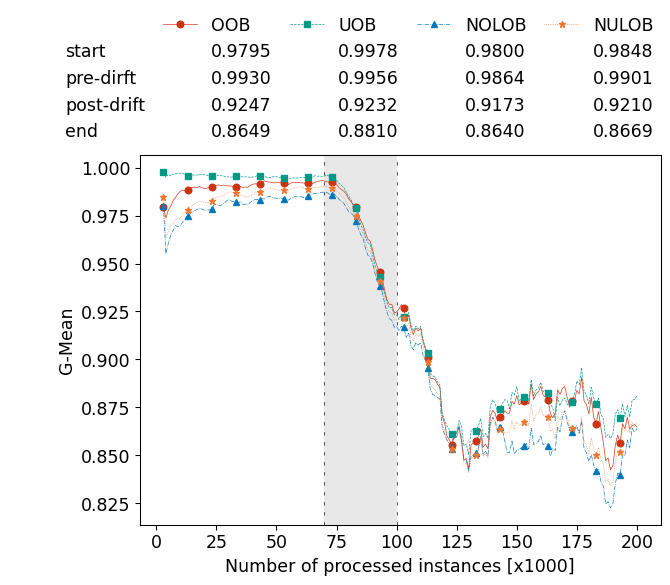 OOB UOB NOLOB NULOB
start 0.9795 0.9978 0.9800 0.9848
pre-dirft 0.9930 0.9956 0.9864 0.9901
post-drift 0.9247 0.9232 0.9173 0.9210
end 0.8649 0.8810 0.8640 0.8669
1.000
0.975
0.950
0.925
0.900
0.875
0.850
0.825
G-Mean
0 25 50 75 100 125 150 175 200
Number of processed instances [x1000]